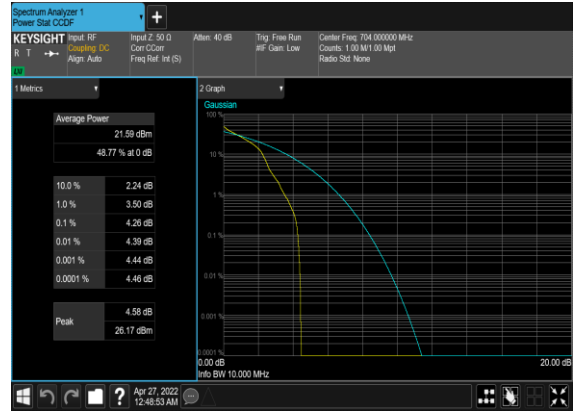 Spectrum Analyzer 1
Power Stat CCDF
KEYSIGHT
R T
LNI
Input: RF
Coupling: DC
Align: Auto
Input Z: 50 Ω
Corr CCorr
Freq Ref: Int (S)
Atten: 40 dB
Trig: Free Run
#IF Gain: Low
Center Freq: 704.000000 MHz
Counts: 1.00 M/1.00 Mpt
Radio Std: None
1 Metrics
Average Power
21.59 dBm
48.77 % at 0 dB
10.0 % 2.24 dB
1.0 % 3.50 dB
0.1 % 4.26 dB
0.01 % 4.39 dB
0.001 % 4.44 dB
0.0001 % 4.46 dB
Peak 4.58 dB
26.17 dBm
2 Graph
Gaussian
100 %
10 %
1 %
0.1 %
0.01 %
0.001 %
0.0001 %
0.00 dB
20.00 dB
Info BW 10.000 MHz
?
Apr 27, 2022
12:48:53 AM